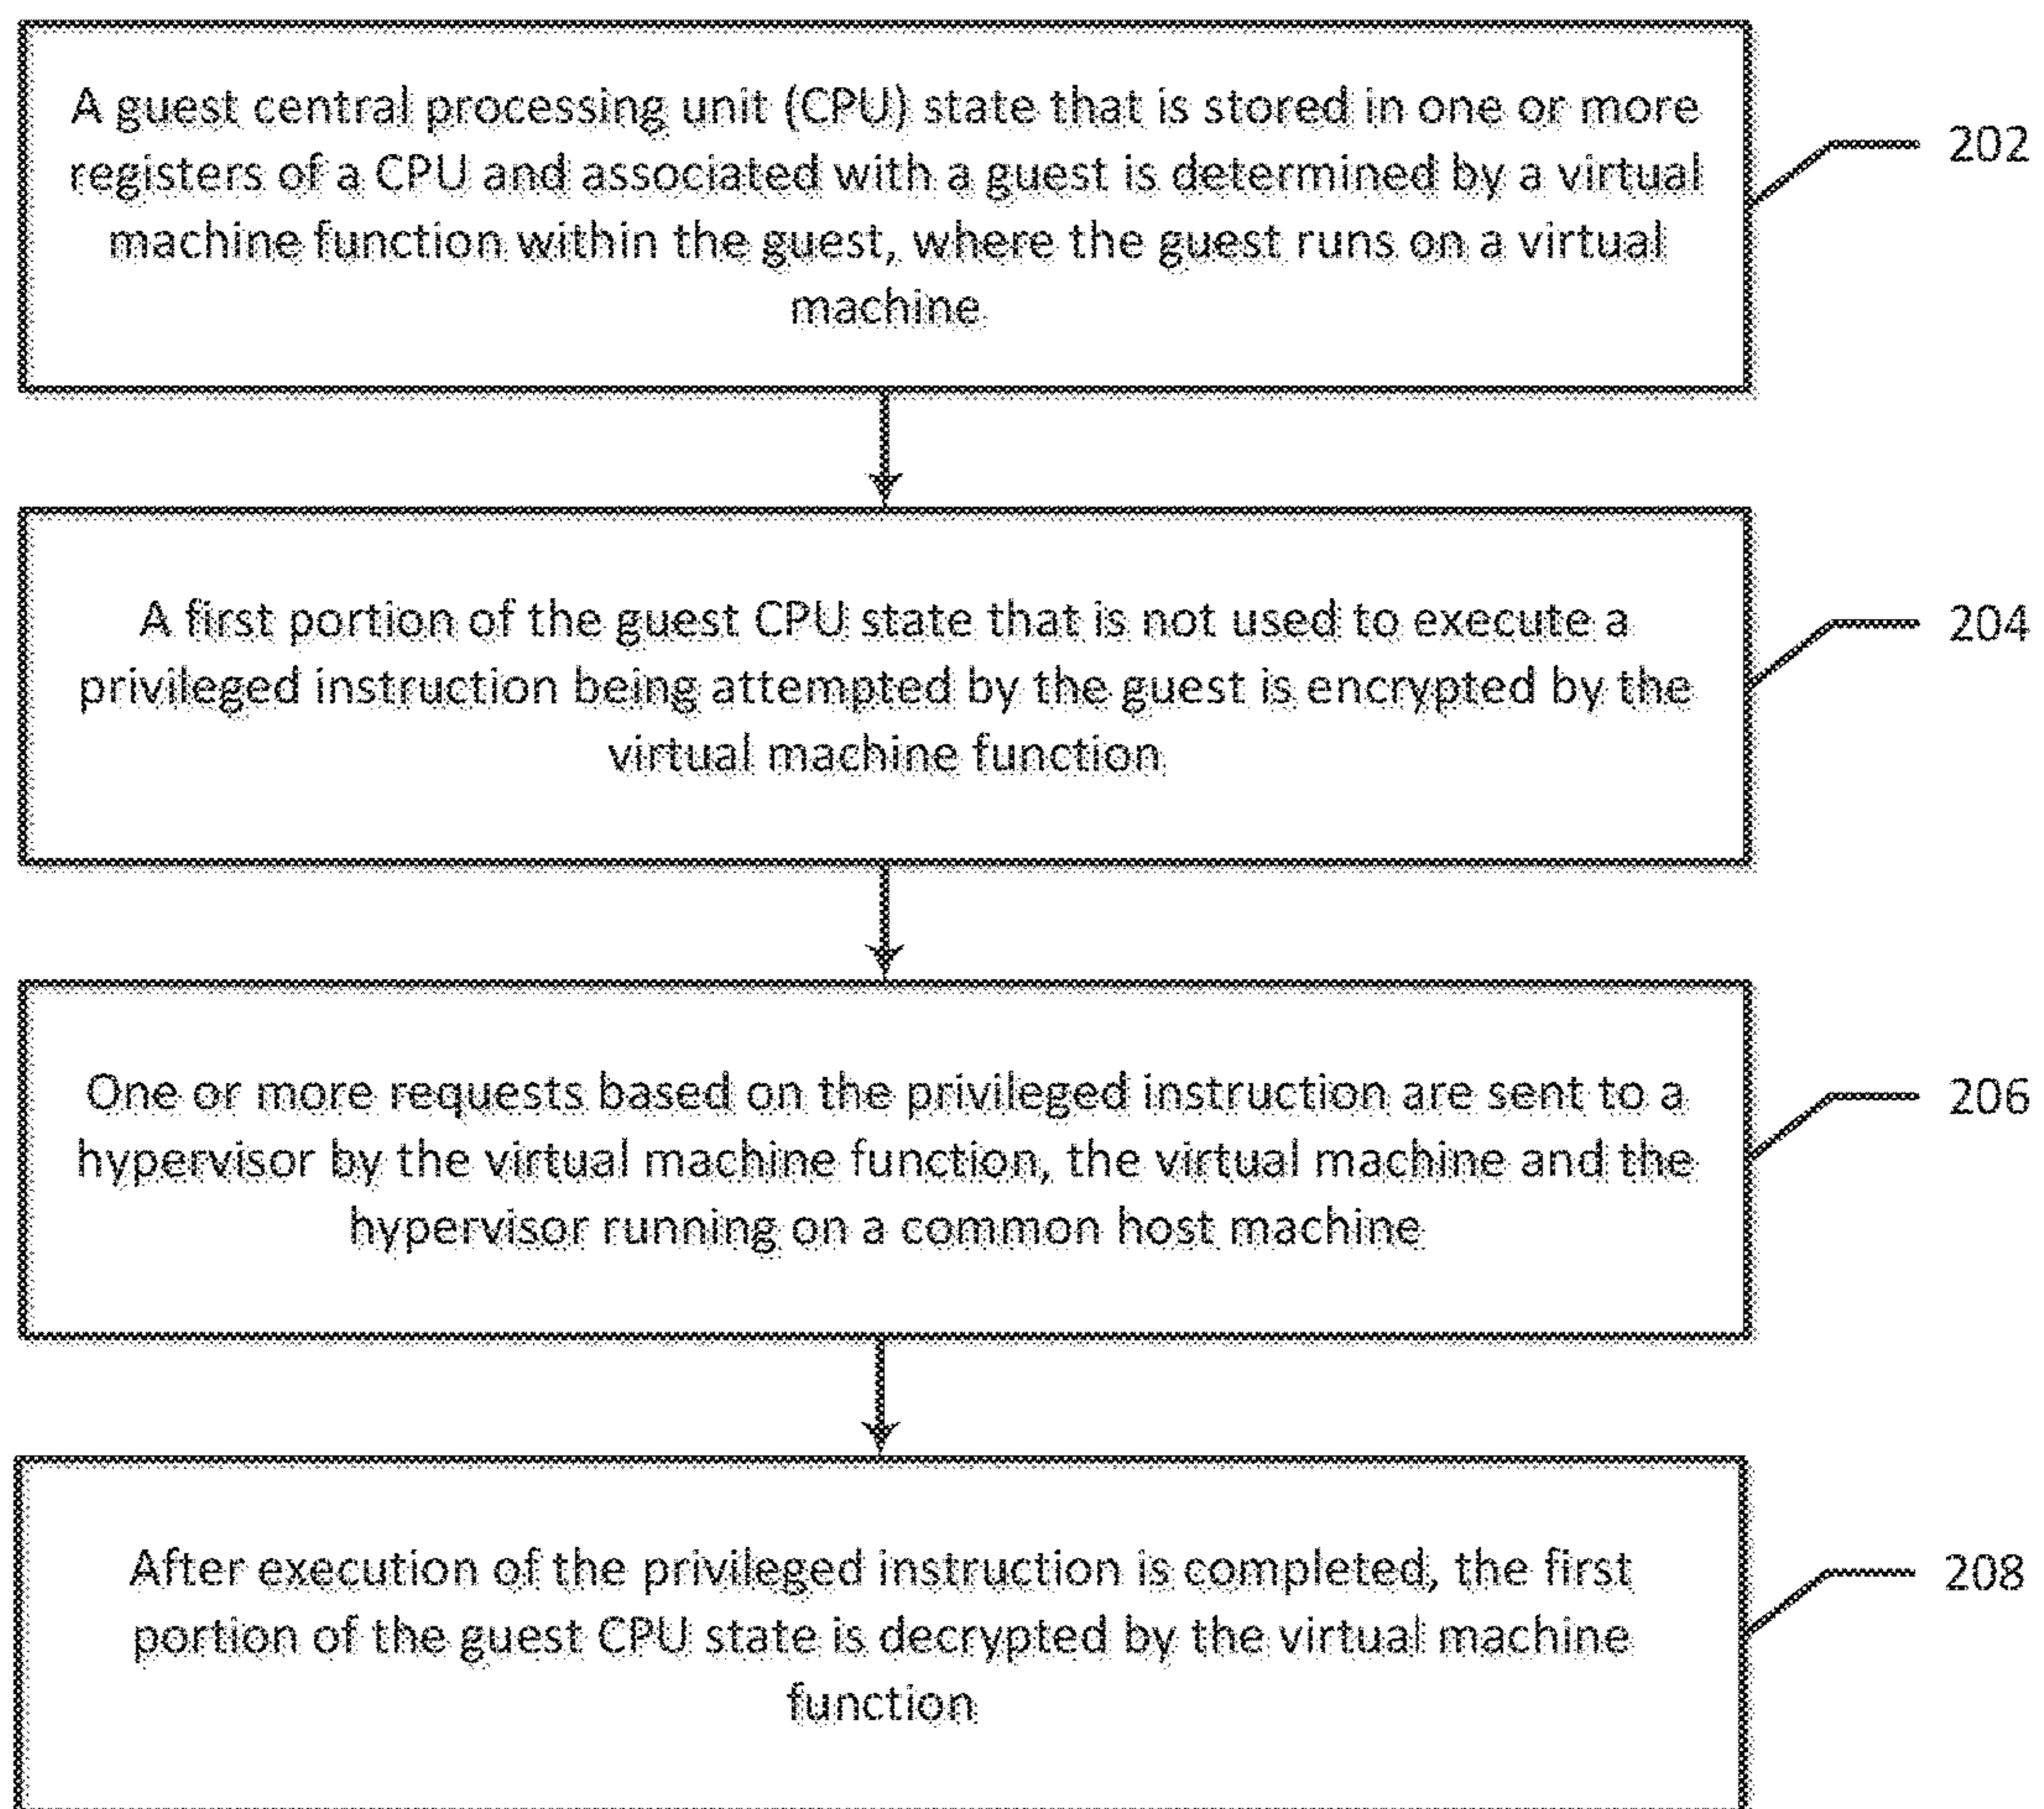 A guest central processing unit (CPU) state that is stored in one or more
registers of a CPU and associated with a guest is determined by a virtual
machine function within the guest, where the guest runs on a virtual
machine
202
A first portion of the guest CPU state that is not used to execute a
privileged instruction being attempted by the guest is encrypted by the
virtual machine function
204
One or more requests based on the privileged instruction are sent to a
hypervisor by the virtual machine function, the virtual machine and the
hypervisor running on a common host machine
206
After execution of the privileged instruction is completed, the first
portion of the guest CPU state is decrypted by the virtual machine
function
208